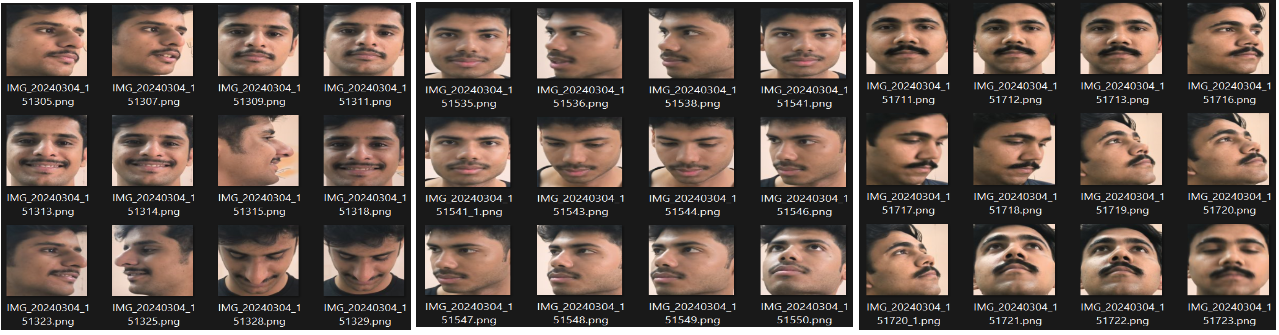 IMG_20240304_1
51305.png
IMG_20240304_1
51307.png
IMG_20240304_1
51309.png
IMG_20240304_1
51311.png
IMG_20240304_1
51313.png
IMG_20240304_1
51314.png
IMG_20240304_1
51315.png
IMG_20240304_1
51318.png
IMG_20240304_1
51323.png
IMG_20240304_1
51325.png
IMG_20240304_1
51328.png
IMG_20240304_1
51329.png
IMG_20240304_1
51535.png
IMG_20240304_1
51536.png
IMG_20240304_1
51538.png
IMG_20240304_1
51541.png
IMG_20240304_1
51541_1.png
IMG_20240304_1
51543.png
IMG_20240304_1
51544.png
IMG_20240304_1
51546.png
IMG_20240304_1
51547.png
IMG_20240304_1
51548.png
IMG_20240304_1
51549.png
IMG_20240304_1
51550.png
IMG_20240304_1
51711.png
IMG_20240304_1
51712.png
IMG_20240304_1
51713.png
IMG_20240304_1
51716.png
IMG_20240304_1
51717.png
IMG_20240304_1
51718.png
IMG_20240304_1
51719.png
IMG_20240304_1
51720.png
IMG_20240304_1
51720_1.png
IMG_20240304_1
51721.png
IMG_20240304_1
51722.png
IMG_20240304_1
51723.png